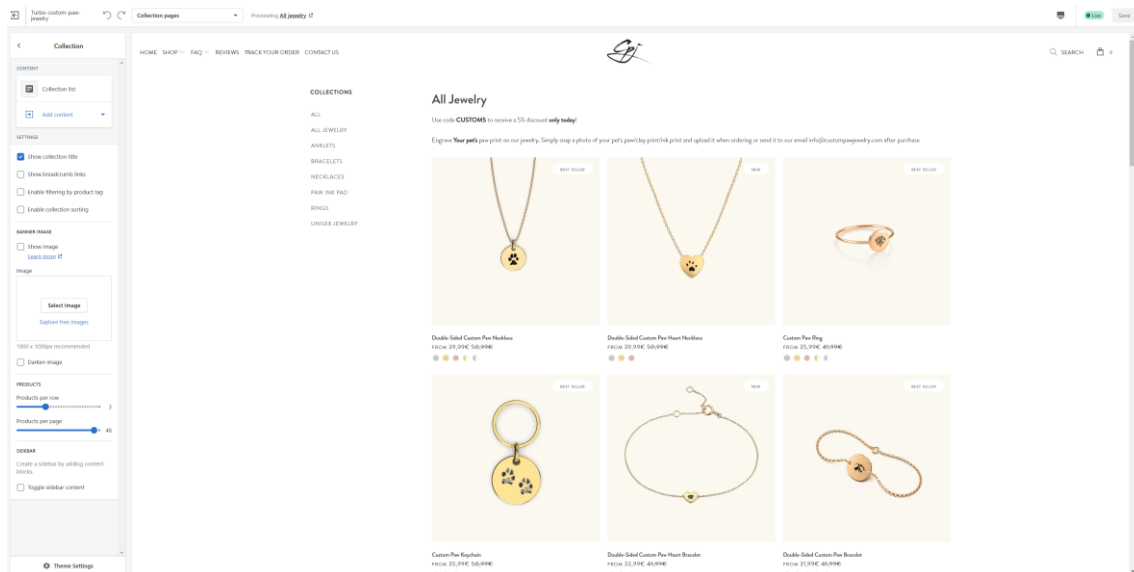 Turbo-custom-paw-
jewelry
Collection pages
Previewing All jewelry
Live
Save
Collection
CONTENT
Collection list
Add content
SETTINGS
Show collection title
Show breadcrumb links
Enable filtering by product tag
Enable collection sorting
BANNER IMAGE
Show image
Learn more
Image
Select image
Explore free images
1800 x 1000px recommended
Darken image
PRODUCTS
Products per row
3
Products per page
48
SIDEBAR
Create a sidebar by adding content
blocks.
Toggle sidebar content
Theme Settings
HOME SHOP FAQ REVIEWS TRACK YOUR ORDER CONTACT US
Cpj
SEARCH 0
COLLECTIONS
ALL
ALL JEWELRY
ANKLETS
BRACELETS
NECKLACES
PAW INK PAD
RINGS
UNISEX JEWELRY
All Jewelry
Use code CUSTOM5 to receive a 5% discount only today!
Engrave Your pet's paw print on our jewelry. Simply snap a photo of your pet's paw/clay print/ink print and upload it when ordering or send it to our email info@custompawjewelry.com after purchase
BEST SELLER
NEW
BEST SELLER
Double-Sided Custom Paw Necklace
FROM 39,99€ 50,99€
Double-Sided Custom Paw Heart Necklace
FROM 39,99€ 50,99€
Custom Paw Ring
FROM 35,99€ 41,99€
BEST SELLER
NEW
BEST SELLER
Custom Paw Keychain
FROM 35,99€ 50,99€
Double-Sided Custom Paw Heart Bracelet
FROM 33,99€ 41,99€
Double-Sided Custom Paw Bracelet
FROM 31,99€ 41,99€